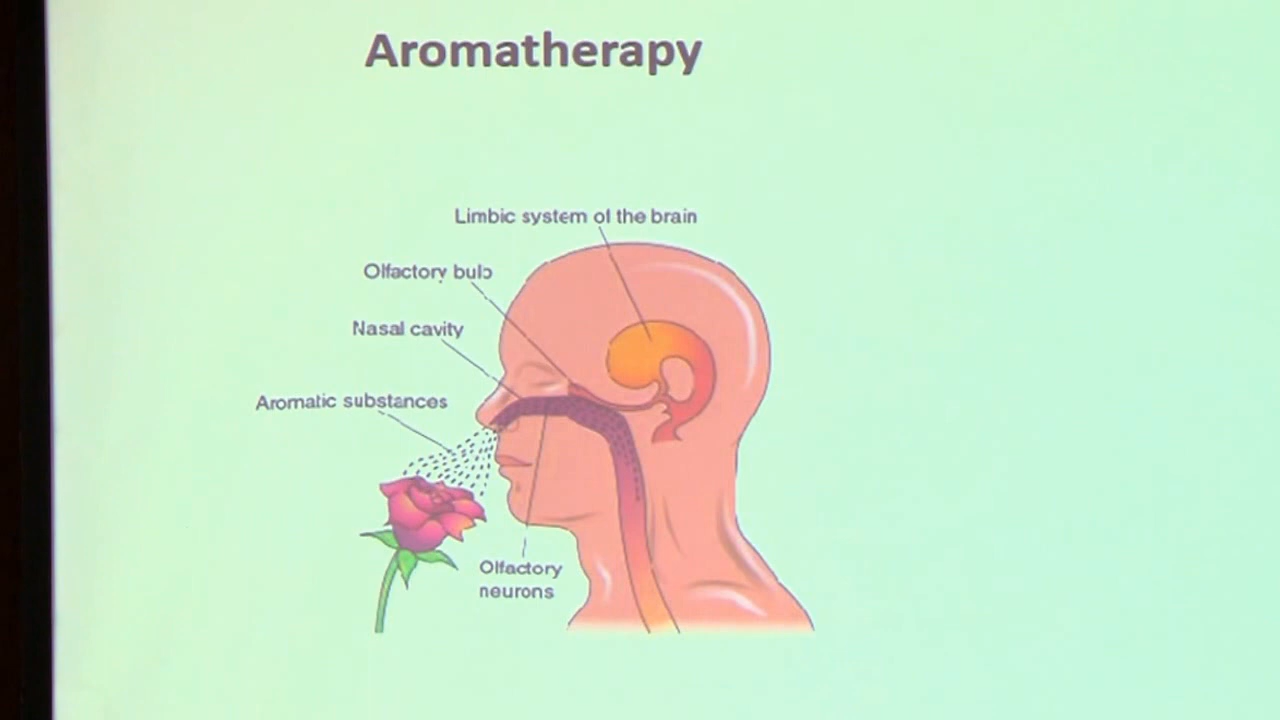 Aromatherapy
Limbic system of the brain
Olfactory bulb
Nasal cavity
Aromatic substances
Olfactory
neurons